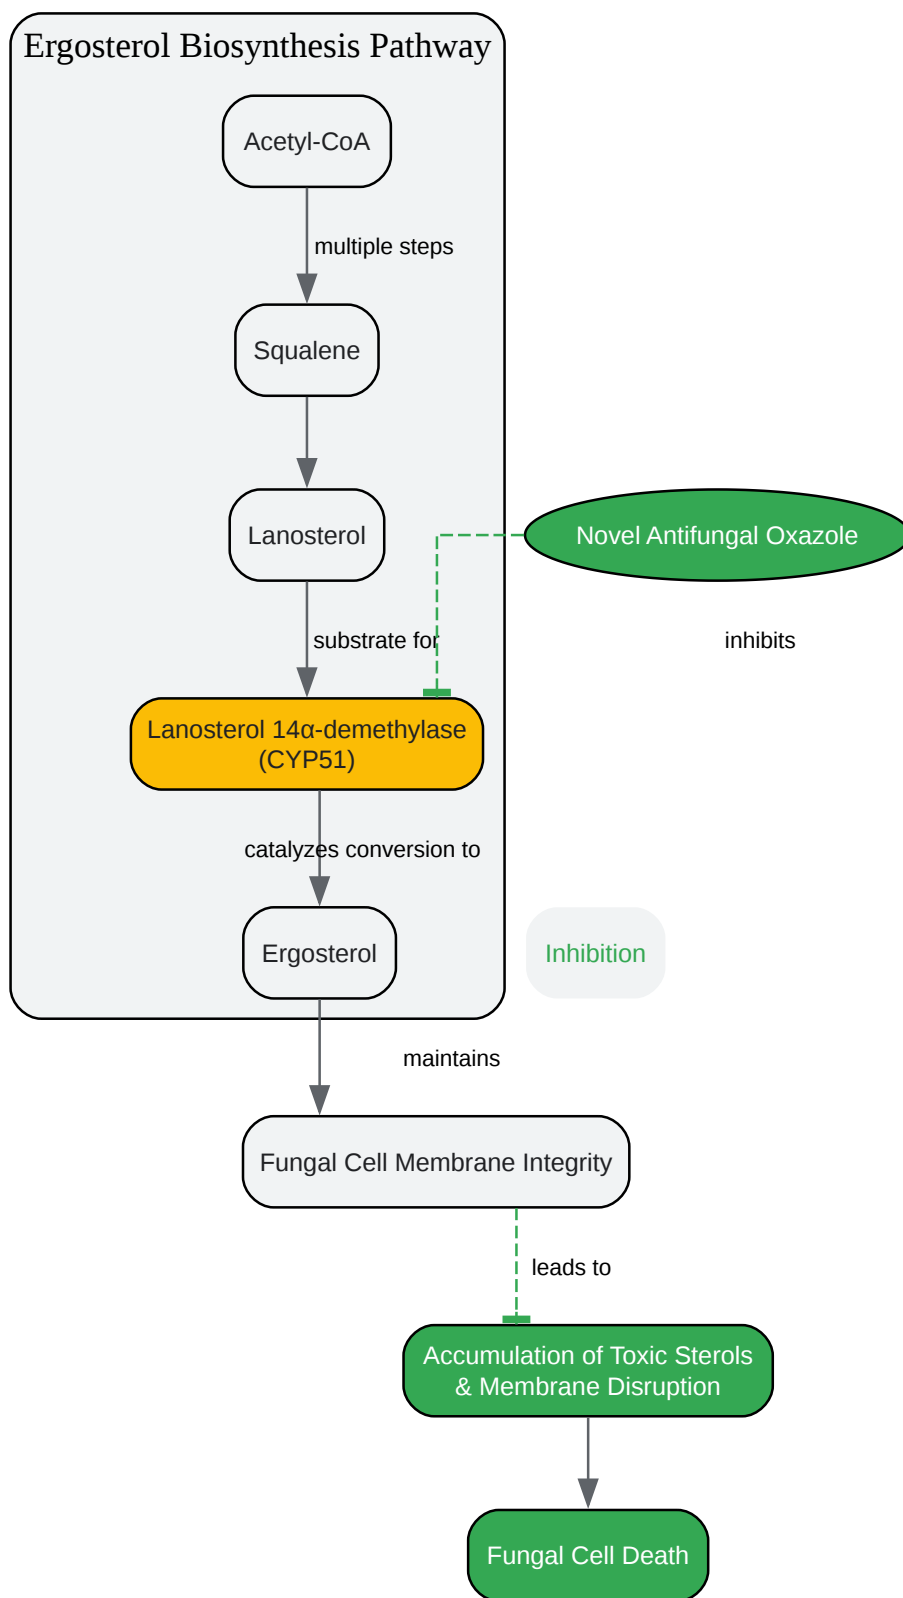 Ergosterol Biosynthesis Pathway
Acetyl-CoA
multiple steps
Squalene
Lanosterol
Novel Antifungal Oxazole
substrate for
inhibits
Lanosterol 14α-demethylase
(CYP51)
catalyzes conversion to
Ergosterol
Inhibition
maintains
Fungal Cell Membrane Integrity
leads to
Accumulation of Toxic Sterols
& Membrane Disruption
Fungal Cell Death